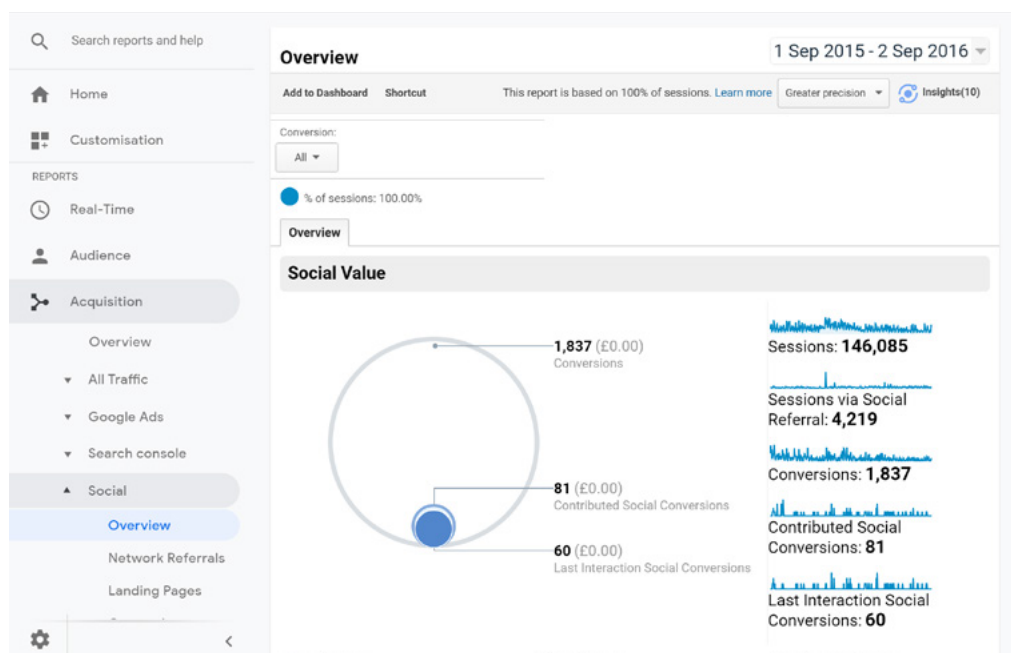 Search reports and help
Home
Customisation
REPORTS
Real-Time
Audience
Acquisition
Overview
All Traffic
Google Ads
Search console
Social
Overview
Network Referrals
Landing Pages
Overview
1 Sep 2015 - 2 Sep 2016
Add to Dashboard Shortcut
This report is based on 100% of sessions. Learn more
Greater precision
Insights(10)
Conversion:
All
% of sessions: 100.00%
Overview
Social Value
1,837 (£0.00)
Conversions
81 (£0.00)
Contributed Social Conversions
60 (£0.00)
Last Interaction Social Conversions
Sessions: 146,085
Sessions via Social
Referral: 4,219
Conversions: 1,837
Contributed Social
Conversions: 81
Last Interaction Social
Conversions: 60